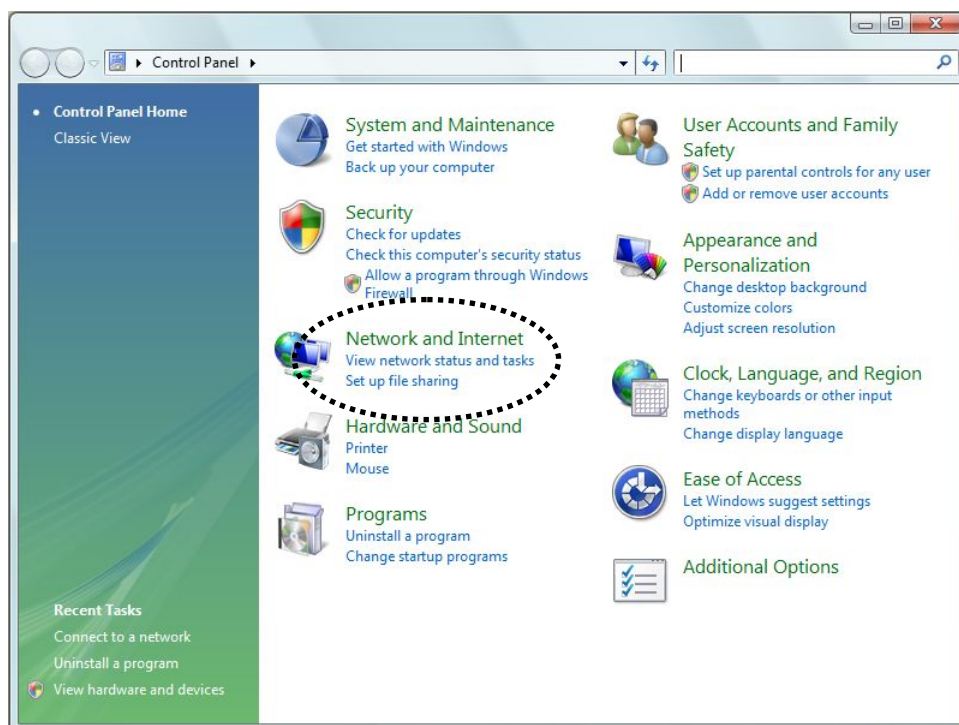 Control Panel
Control Panel Home
Classic View
System and Maintenance
Get started with Windows
Back up your computer
Security
Check for updates
Check this computer's security status
Allow a program through Windows
Firewall
Network and Internet
View network status and tasks
Set up file sharing
Hardware and Sound
Printer
Mouse
Programs
Uninstall a program
Change startup programs
User Accounts and Family
Safety
Set up parental controls for any user
Add or remove user accounts
Appearance and
Personalization
Change desktop background
Customize colors
Adjust screen resolution
Clock, Language, and Region
Change keyboards or other input
methods
Change display language
Ease of Access
Let Windows suggest settings
Optimize visual display
Additional Options
Recent Tasks
Connect to a network
Uninstall a program
View hardware and devices